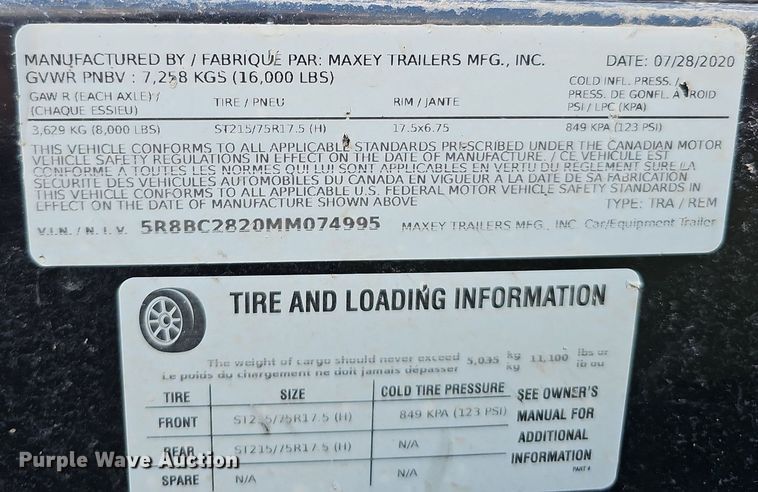 MANUFACTURED BY / FABRIQUE PAR: MAXEY TRAILERS MFG., INC. DATE: 07/28/2020
GVWR PNBV : 7,258 KGS (16,000 LBS)
COLD INFL. PRESS./
GAWR (EACH AXLE) / TIRE / PNEU RIM / JANTE PRESS. DE GONFL. A FROID
(CHAQUE ESSIEU) PSI / LPC (KPA)
3,629 KG (8,000 LBS) ST215/75R17.5 (H) 17.5x6.75 849 KPA (123 PSI)
THIS VEHICLE CONFORMS TO ALL APPLICABLE STANDARDS PRESCRIBED UNDER THE CANADIAN MOTOR
VEHICLE SAFETY REGULATIONS IN EFFECT ON THE DATE OF MANUFACTURE. / CE VEHICULE EST
CONFORME A TOUTES LES NORMES QUI LUI SONT APPLICABLES EN VERTU DU REGLEMENT SUR LA
SECURITE DES VEHICULES AUTOMOBILES DU CANADA EN VIGUEUR A LA DATE DE SA FABRICATION
THIS VEHICLE CONFORMS TO ALL APPLICABLE U.S. FEDERAL MOTOR VEHICLE SAFETY STANDARDS IN
EFFECT ON THE DATE OF MANUFACTURE SHOWN ABOVE TYPE: TRA / REM
V.I.N. / N.I.V. 5R8BC2820MM074995 MAXEY TRAILERS MFG., INC. Car/Equipment Trailer
TIRE AND LOADING INFORMATION
The weight of cargo should never exceed 5,035 kg 11,100 lbs or
Le poids du chargement ne doit jamais dépasser kg lb ou
TIRE SIZE COLD TIRE PRESSURE SEE OWNER'S
FRONT ST215/75R17.5 (H) 849 KPA (123 PSI) MANUAL FOR
ADDITIONAL
REAR ST215/75R17.5 (H) N/A INFORMATION
SPARE N/A N/A PART #
Purple Wave Auction